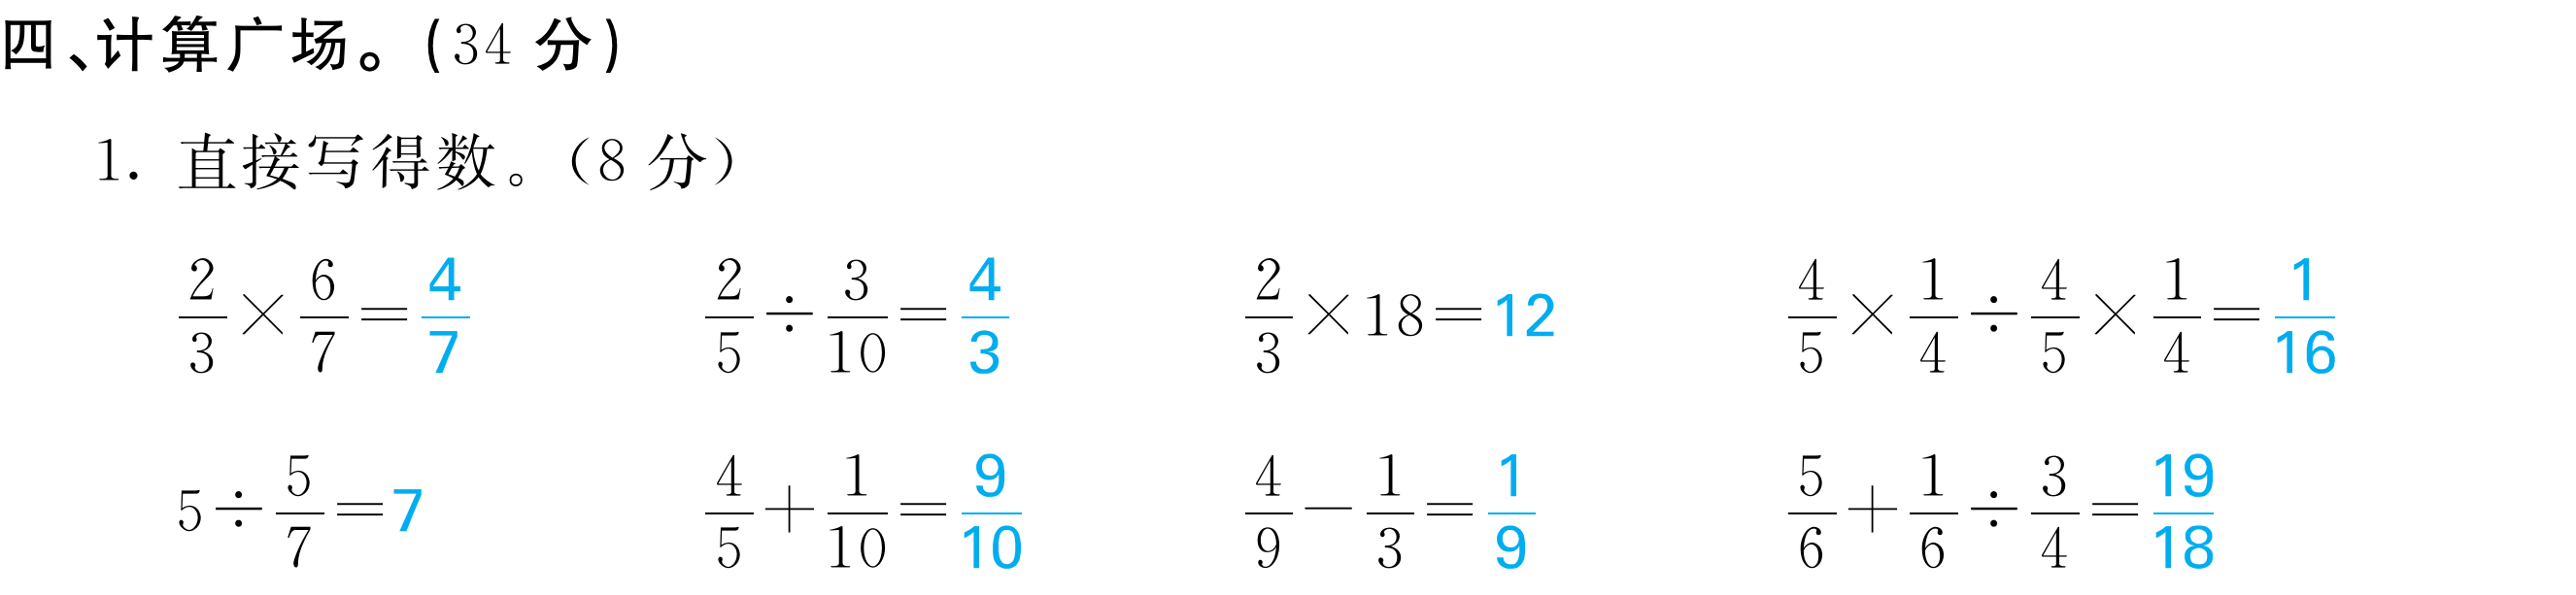 四、计算广场。(34 分)
1. 直接写得数。(8 分)
2/3 × 6/7 = 4/7    2/5 ÷ 3/10 = 4/3    2/3 × 18 = 12    4/5 × 1/4 ÷ 4/5 × 1/4 = 1/16
5 ÷ 5/7 = 7    4/5 + 1/10 = 9/10    4/9 − 1/3 = 1/9    5/6 + 1/6 ÷ 3/4 = 19/18